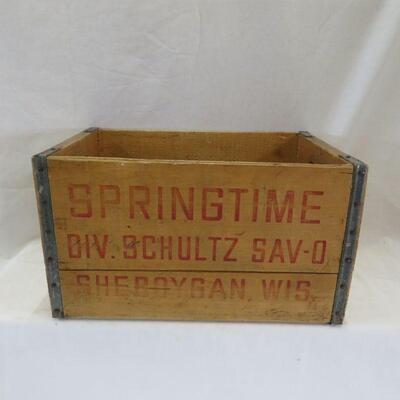 SPRINGTIME
DIV. SCHULTZ SAV-O
SHEBOYGAN, WIS.